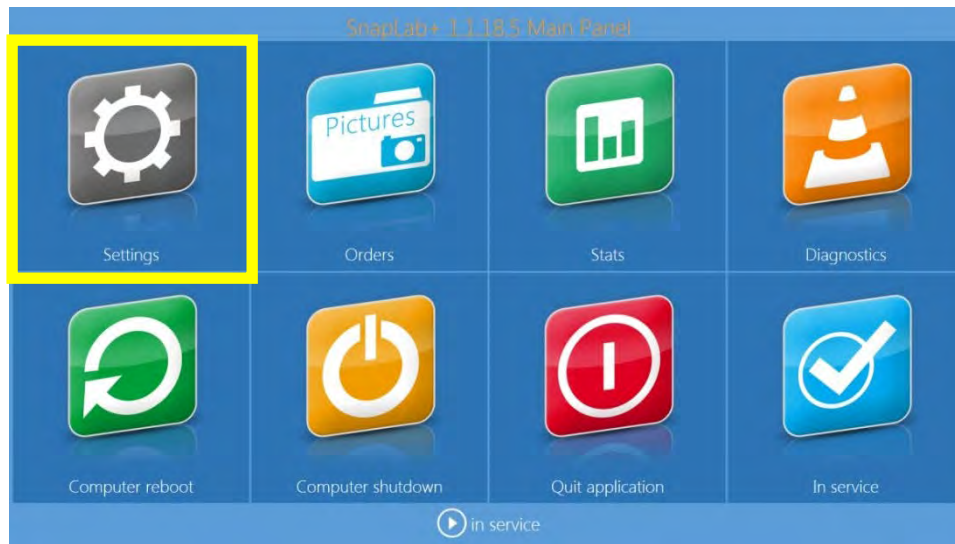 SnapLab+ 1.1.18.5 Main Panel
Pictures
Settings
Orders
Stats
Diagnostics
Computer reboot
Computer shutdown
Quit application
In service
in service